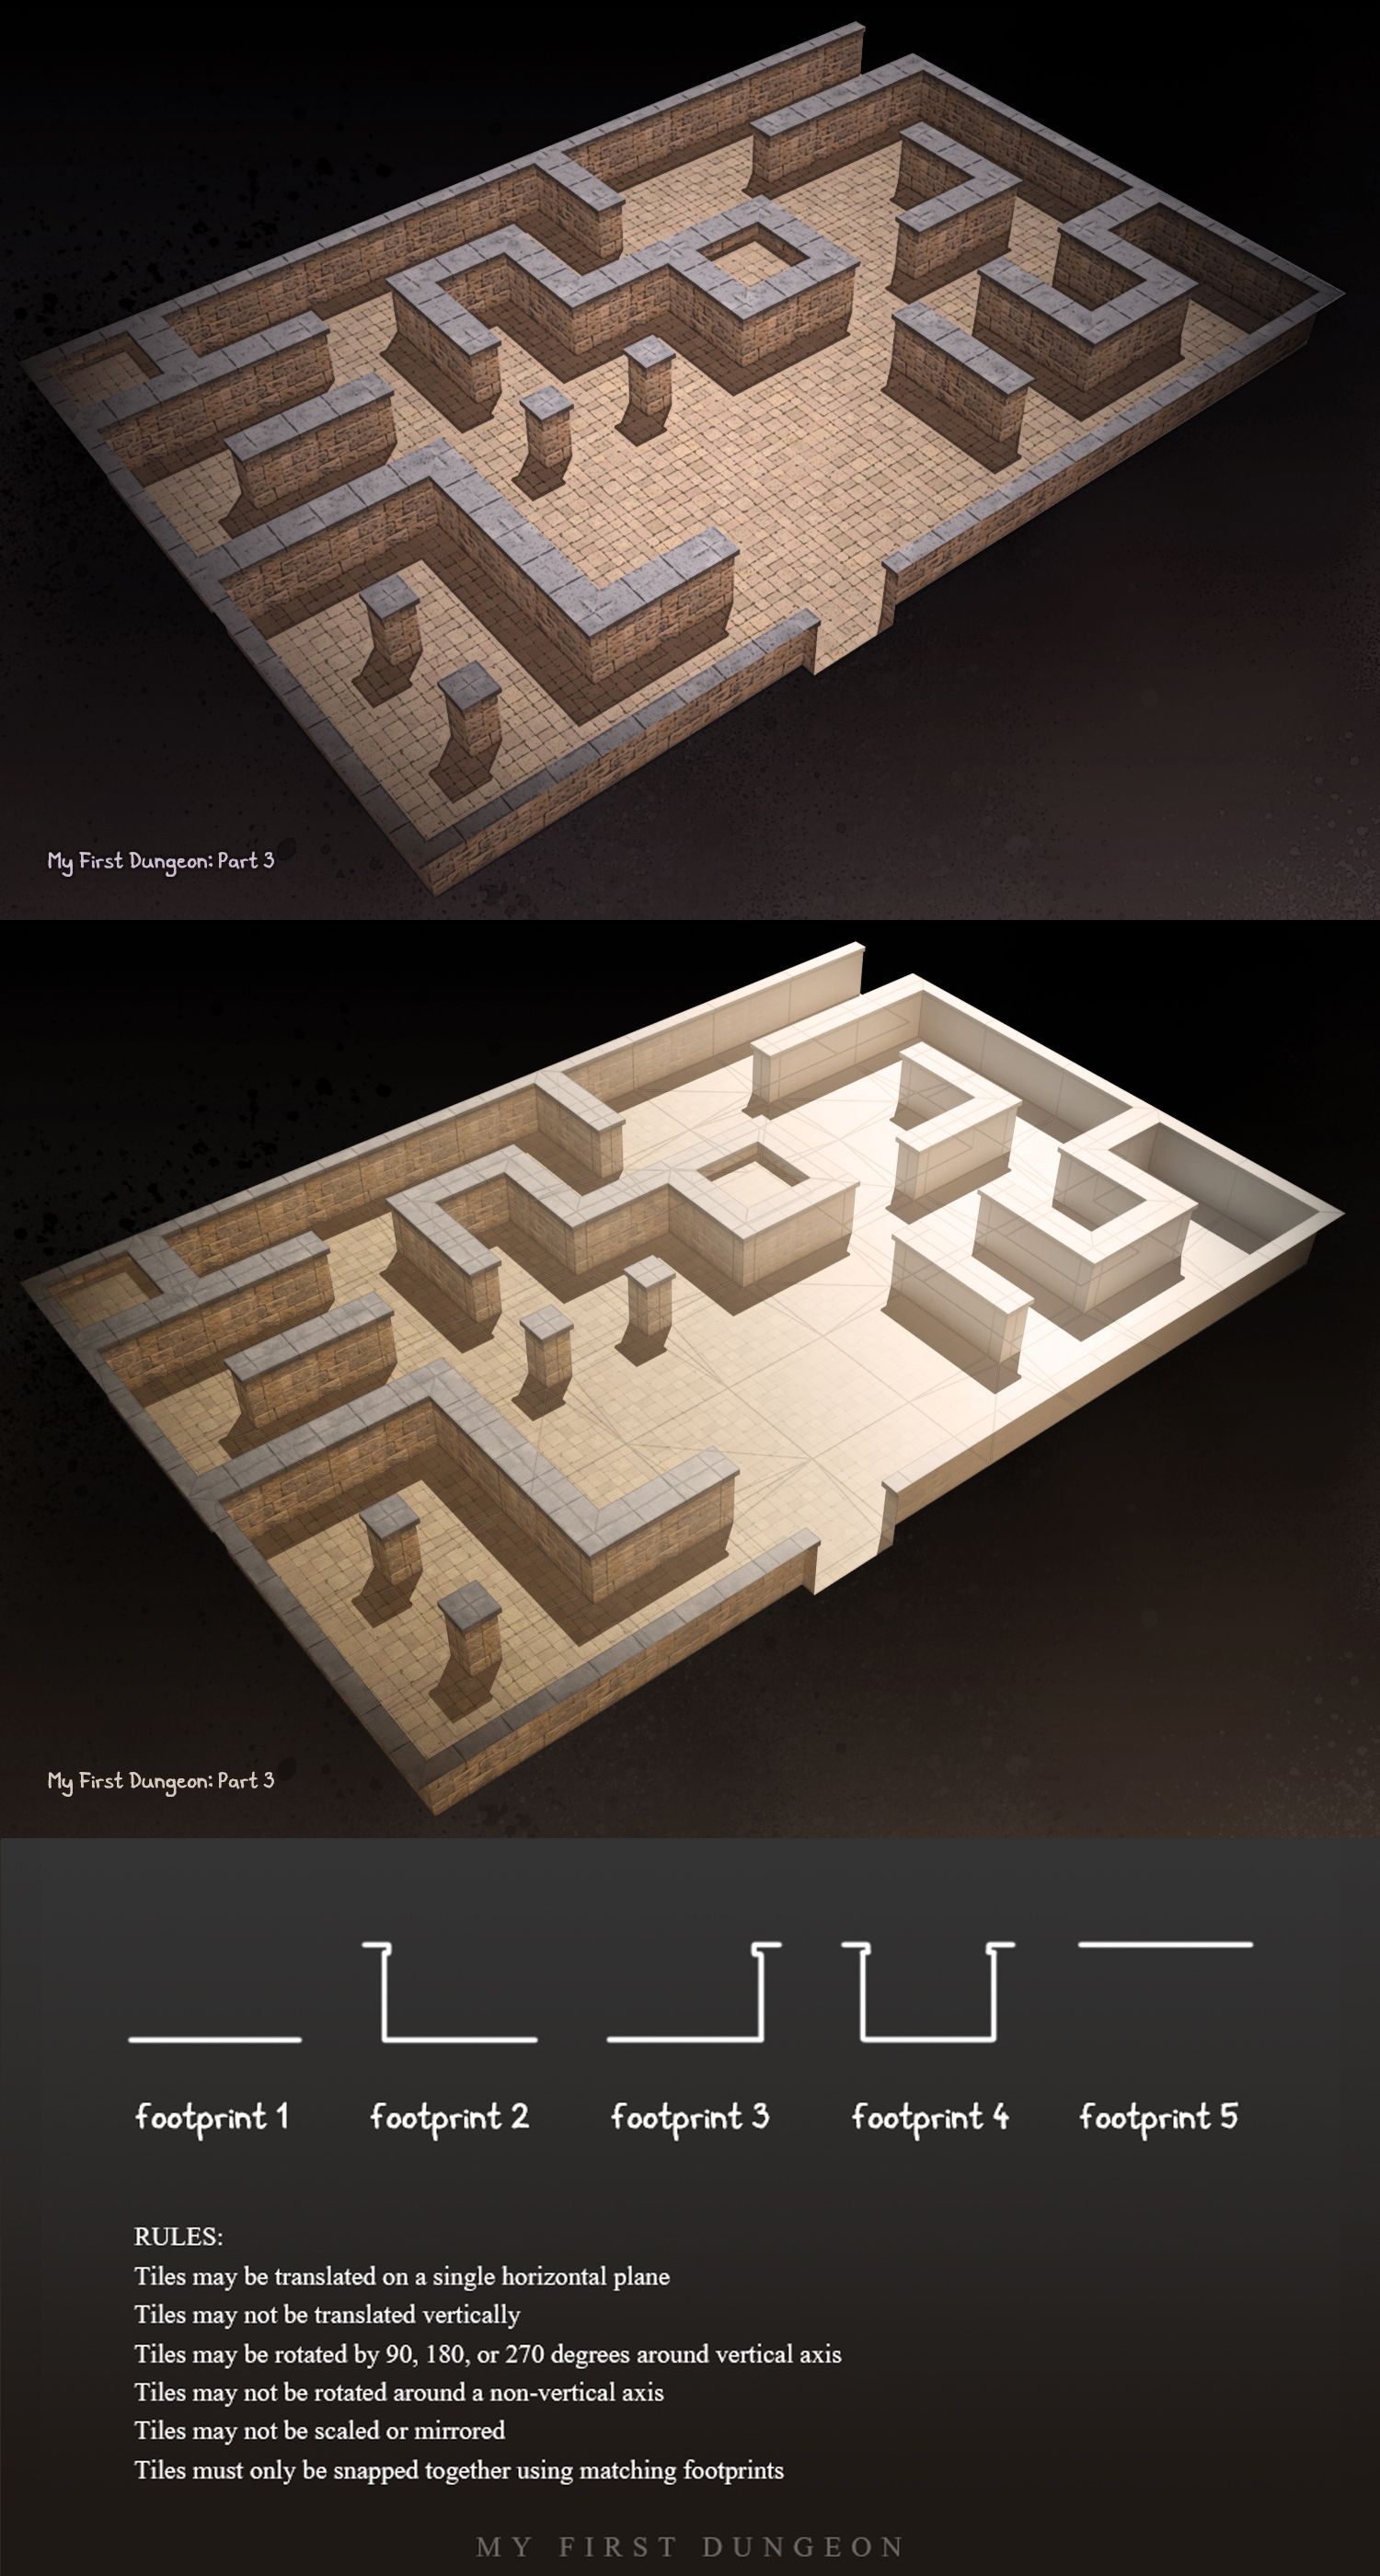 My First Dungeon: Part 3
My First Dungeon: Part 3
footprint 1
footprint 2
footprint 3
footprint 4
footprint 5
RULES:
Tiles may be translated on a single horizontal plane
Tiles may not be translated vertically
Tiles may be rotated by 90, 180, or 270 degrees around vertical axis
Tiles may not be rotated around a non-vertical axis
Tiles may not be scaled or mirrored
Tiles must only be snapped together using matching footprints
MY FIRST DUNGEON